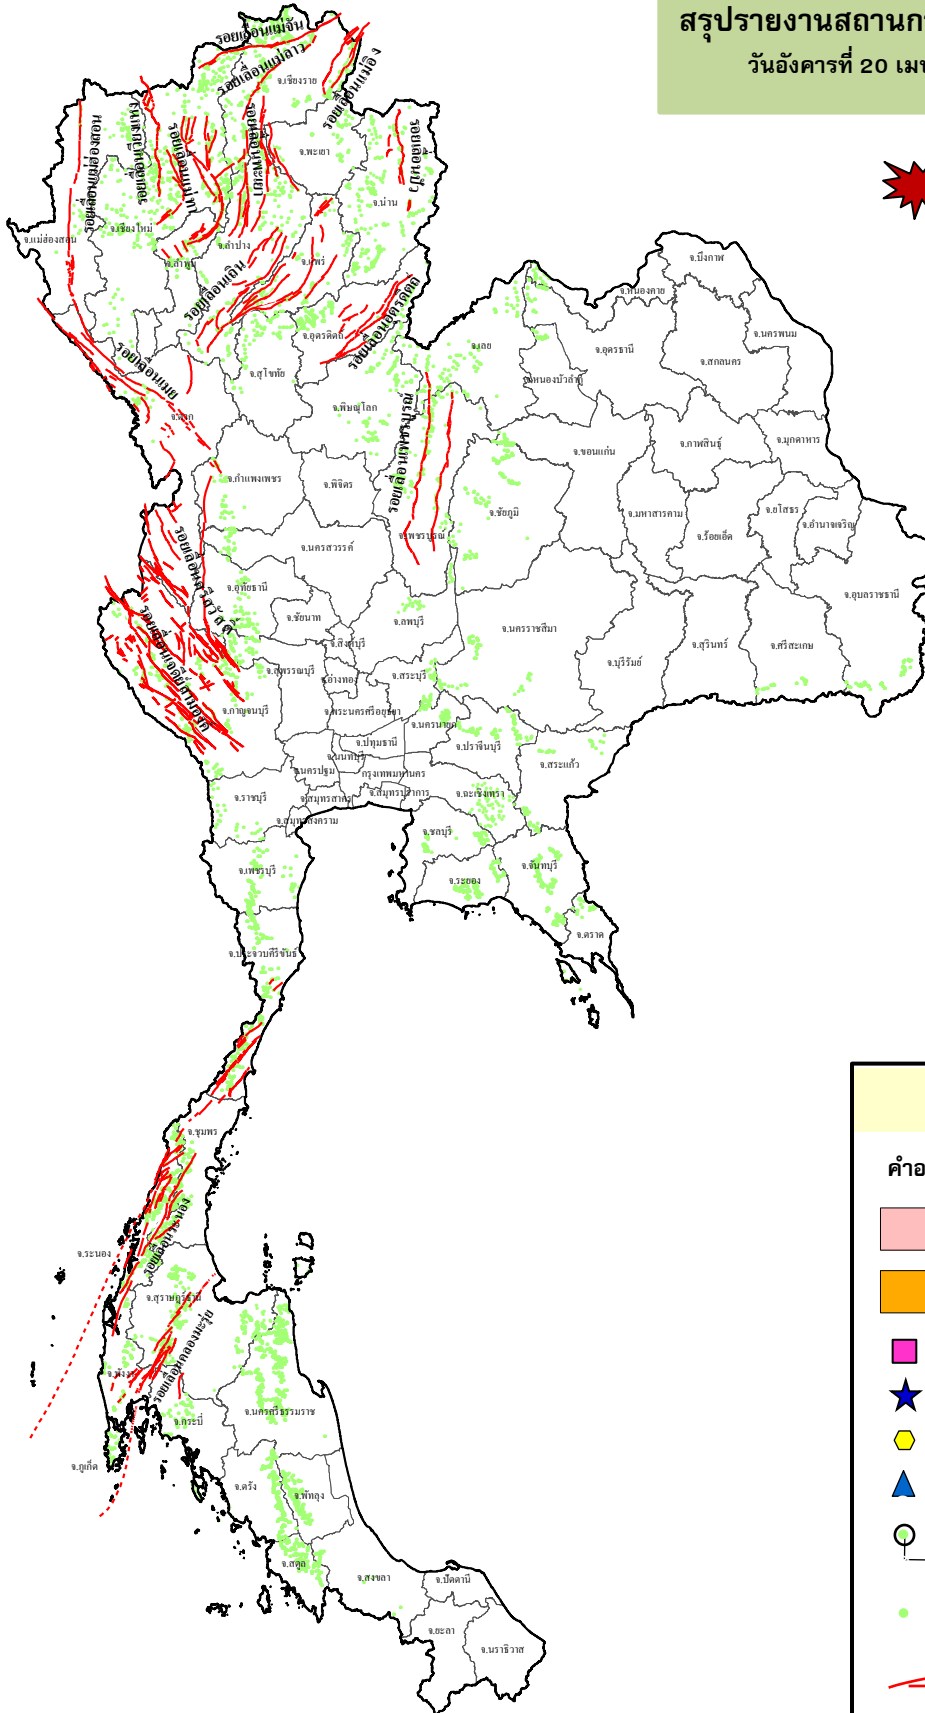 สรุปรายงานสถานก
วันอังคารที่ 20 เม
รอยเลื่อนแม่จัน
รอยเลื่อนแม่ลาว
จ.เชียงราย
รอยเลื่อนแม่อิง
รอยเลื่อนแม่ฮ่องสอน
รอยเลื่อนแม่ทา
รอยเลื่อนพะเยา
จ.พะเยา
รอยเลื่อนปัว
จ.น่าน
จ.แม่ฮ่องสอน
จ.เชียงใหม่
จ.ลำพูน
จ.ลำปาง
จ.แพร่
รอยเลื่อนเถิน
จ.อุตรดิตถ์
รอยเลื่อนอุตรดิตถ์
รอยเลื่อนเมย
จ.ตาก
จ.สุโขทัย
จ.พิษณุโลก
จ.เลย
จ.บึงกาฬ
จ.หนองคาย
จ.อุดรธานี
จ.นครพนม
จ.สกลนคร
จ.หนองบัวลำภู
รอยเลื่อนเพชรบูรณ์
จ.ขอนแก่น
จ.กาฬสินธุ์
จ.มุกดาหาร
จ.กำแพงเพชร
จ.พิจิตร
จ.ชัยภูมิ
จ.มหาสารคาม
จ.ยโสธร
จ.อำนาจเจริญ
จ.ร้อยเอ็ด
จ.เพชรบูรณ์
จ.นครสวรรค์
รอยเลื่อนศรีสวัสดิ์
จ.อุทัยธานี
จ.อุบลราชธานี
จ.ชัยนาท
จ.ลพบุรี
จ.นครราชสีมา
จ.สิงห์บุรี
จ.บุรีรัมย์
จ.สุรินทร์
จ.ศรีสะเกษ
รอยเลื่อนเจดีย์สามองค์
จ.สุพรรณบุรี
จ.อ่างทอง
จ.สระบุรี
จ.กาญจนบุรี
จ.พระนครศรีอยุธยา
จ.นครนายก
จ.ปทุมธานี
จ.ปราจีนบุรี
จ.นนทบุรี
จ.สระแก้ว
จ.นครปฐม
กรุงเทพมหานคร
จ.ราชบุรี
จ.สมุทรสาคร
จ.สมุทรปราการ
จ.ฉะเชิงเทรา
จ.สมุทรสงคราม
จ.ชลบุรี
จ.เพชรบุรี
จ.ระยอง
จ.จันทบุรี
จ.ตราด
จ.ประจวบคีรีขันธ์
จ.ชุมพร
คำอ
รอยเลื่อนระนอง
จ.ระนอง
จ.สุราษฎร์ธานี
รอยเลื่อนคลองมะรุ่ย
จ.พังงา
จ.กระบี่
จ.นครศรีธรรมราช
จ.ภูเก็ต
จ.ตรัง
จ.พัทลุง
จ.สตูล
จ.สงขลา
จ.ปัตตานี
จ.ยะลา
จ.นราธิวาส